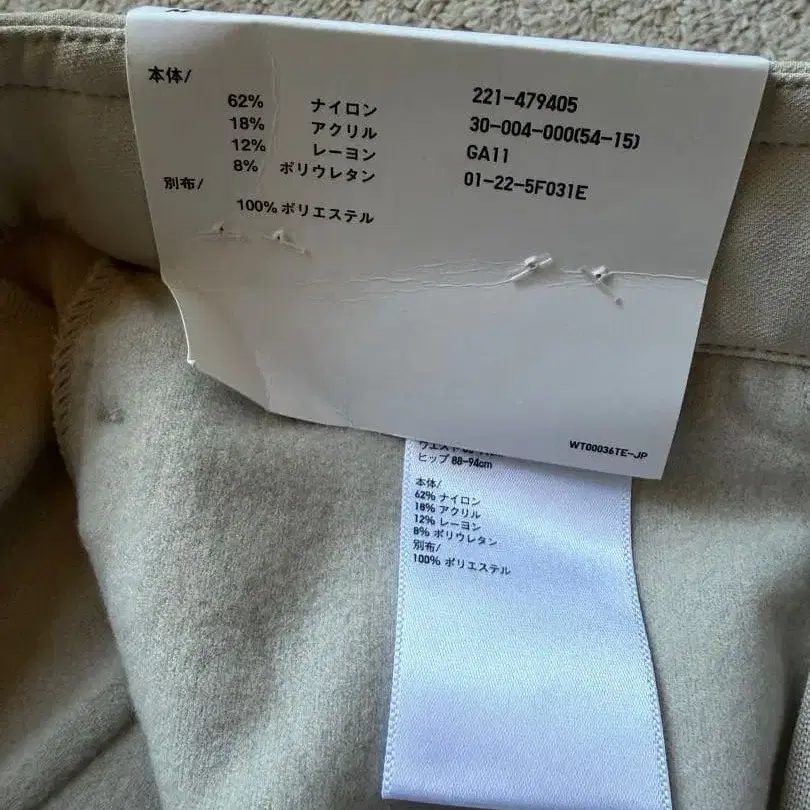 本体/
62% ナイロン
18% アクリル
12% レーヨン
8% ポリウレタン
別布/
100% ポリエステル
221-479405
30-004-000(54-15)
GA11
01-22-5F031E
WT00036TE-JP
ヒップ 88-94cm
本体/
62% ナイロン
18% アクリル
12% レーヨン
8% ポリウレタン
別布/
100% ポリエステル